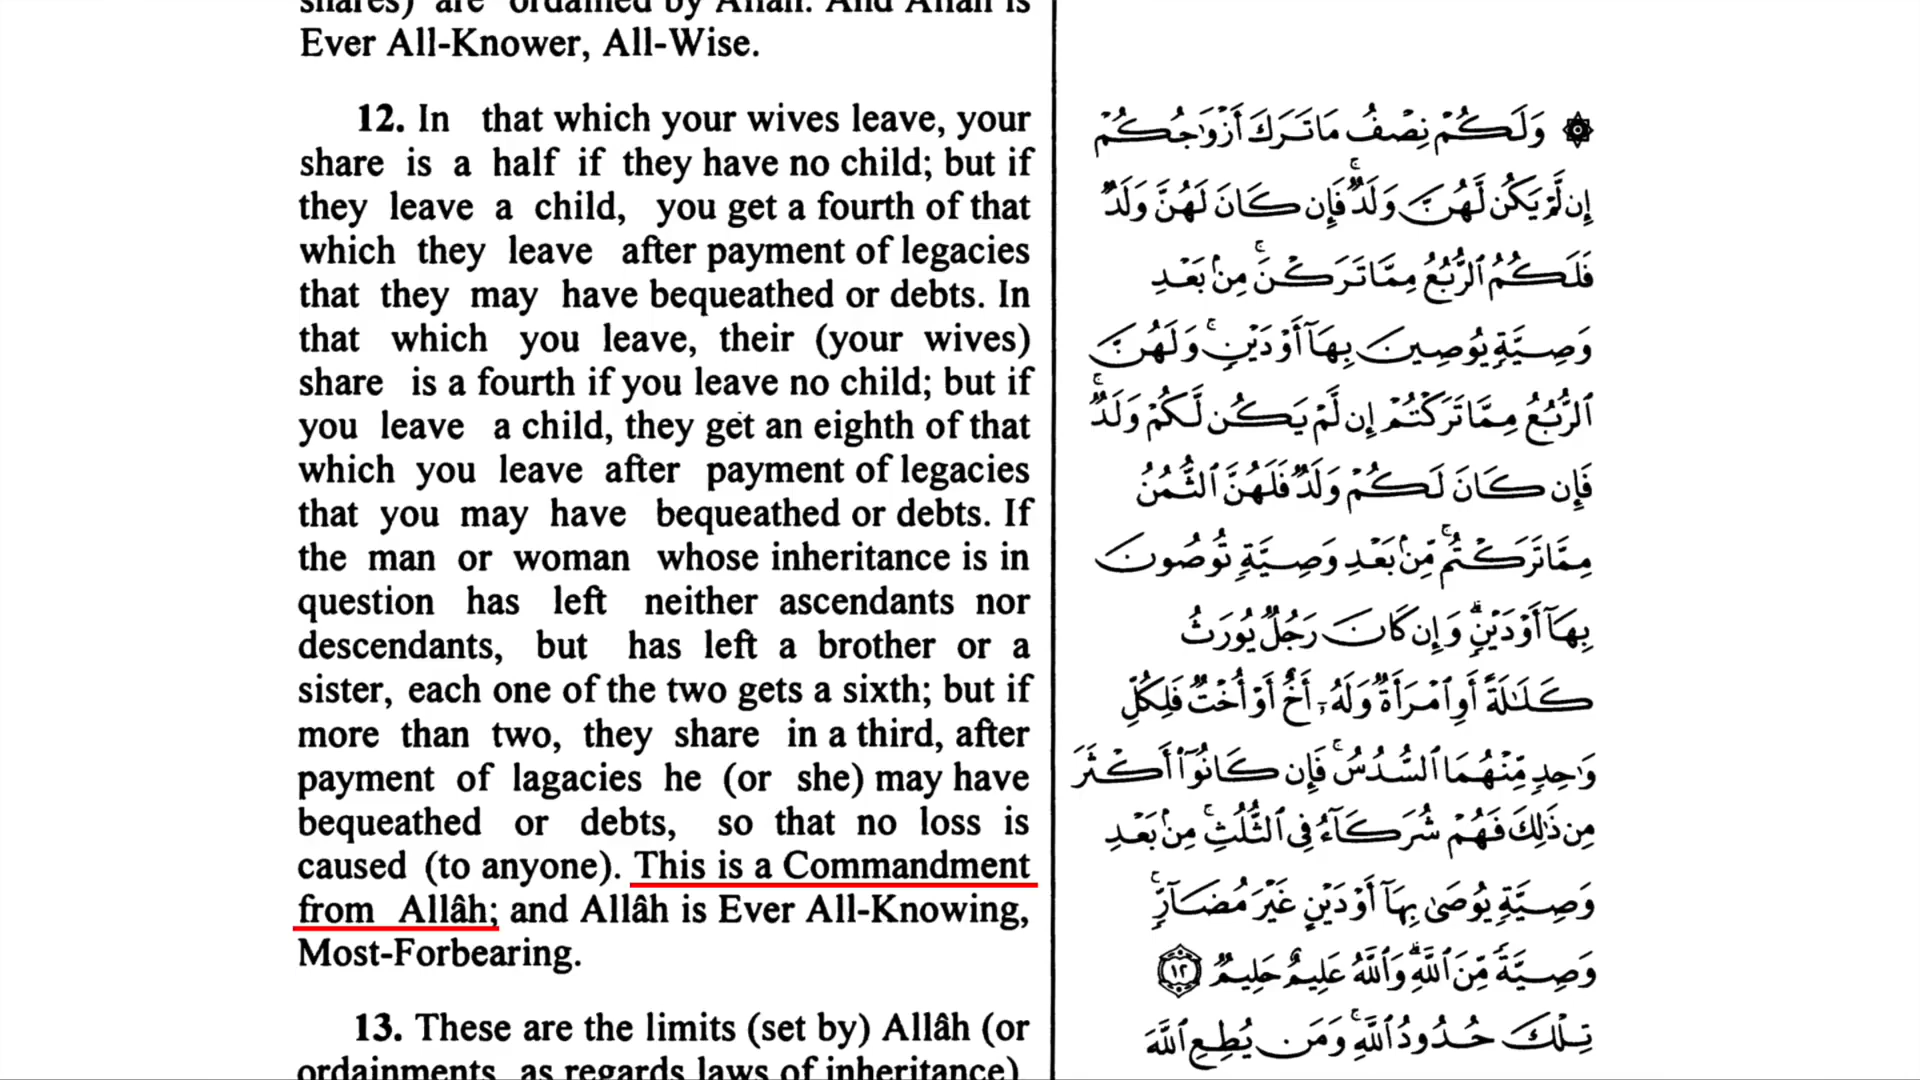 shares) are ordained by Allâh. And Allâh is
Ever All-Knower, All-Wise.
12. In that which your wives leave, your
share is a half if they have no child; but if
they leave a child, you get a fourth of that
which they leave after payment of legacies
that they may have bequeathed or debts. In
that which you leave, their (your wives)
share is a fourth if you leave no child; but if
you leave a child, they get an eighth of that
which you leave after payment of legacies
that you may have bequeathed or debts. If
the man or woman whose inheritance is in
question has left neither ascendants nor
descendants, but has left a brother or a
sister, each one of the two gets a sixth; but if
more than two, they share in a third, after
payment of lagacies he (or she) may have
bequeathed or debts, so that no loss is
caused (to anyone). This is a Commandment
from Allâh; and Allâh is Ever All-Knowing,
Most-Forbearing.
13. These are the limits (set by) Allâh (or
ordainments as regards laws of inheritance)
۞ وَلَكُمْ نِصْفُ مَا تَرَكَ أَزْوَٰجُكُمْ
إِن لَّمْ يَكُن لَّهُنَّ وَلَدٌ ۚ فَإِن كَانَ لَهُنَّ وَلَدٌ
فَلَكُمُ ٱلرُّبُعُ مِمَّا تَرَكْنَ ۚ مِنۢ بَعْدِ
وَصِيَّةٍ يُوصِينَ بِهَآ أَوْ دَيْنٍ ۚ وَلَهُنَّ
ٱلرُّبُعُ مِمَّا تَرَكْتُمْ إِن لَّمْ يَكُن لَّكُمْ وَلَدٌ ۚ
فَإِن كَانَ لَكُمْ وَلَدٌ فَلَهُنَّ ٱلثُّمُنُ
مِمَّا تَرَكْتُم ۚ مِّنۢ بَعْدِ وَصِيَّةٍ تُوصُونَ
بِهَآ أَوْ دَيْنٍ ۗ وَإِن كَانَ رَجُلٌ يُورَثُ
كَلَٰلَةً أَوِ ٱمْرَأَةٌ وَلَهُۥٓ أَخٌ أَوْ أُخْتٌ فَلِكُلِّ
وَٰحِدٍ مِّنْهُمَا ٱلسُّدُسُ ۚ فَإِن كَانُوٓا۟ أَكْثَرَ
مِن ذَٰلِكَ فَهُمْ شُرَكَآءُ فِى ٱلثُّلُثِ ۚ مِنۢ بَعْدِ
وَصِيَّةٍ يُوصَىٰ بِهَآ أَوْ دَيْنٍ غَيْرَ مُضَآرٍّ ۚ
وَصِيَّةً مِّنَ ٱللَّهِ ۗ وَٱللَّهُ عَلِيمٌ حَلِيمٌ ١٢
تِلْكَ حُدُودُ ٱللَّهِ ۚ وَمَن يُطِعِ ٱللَّهَ